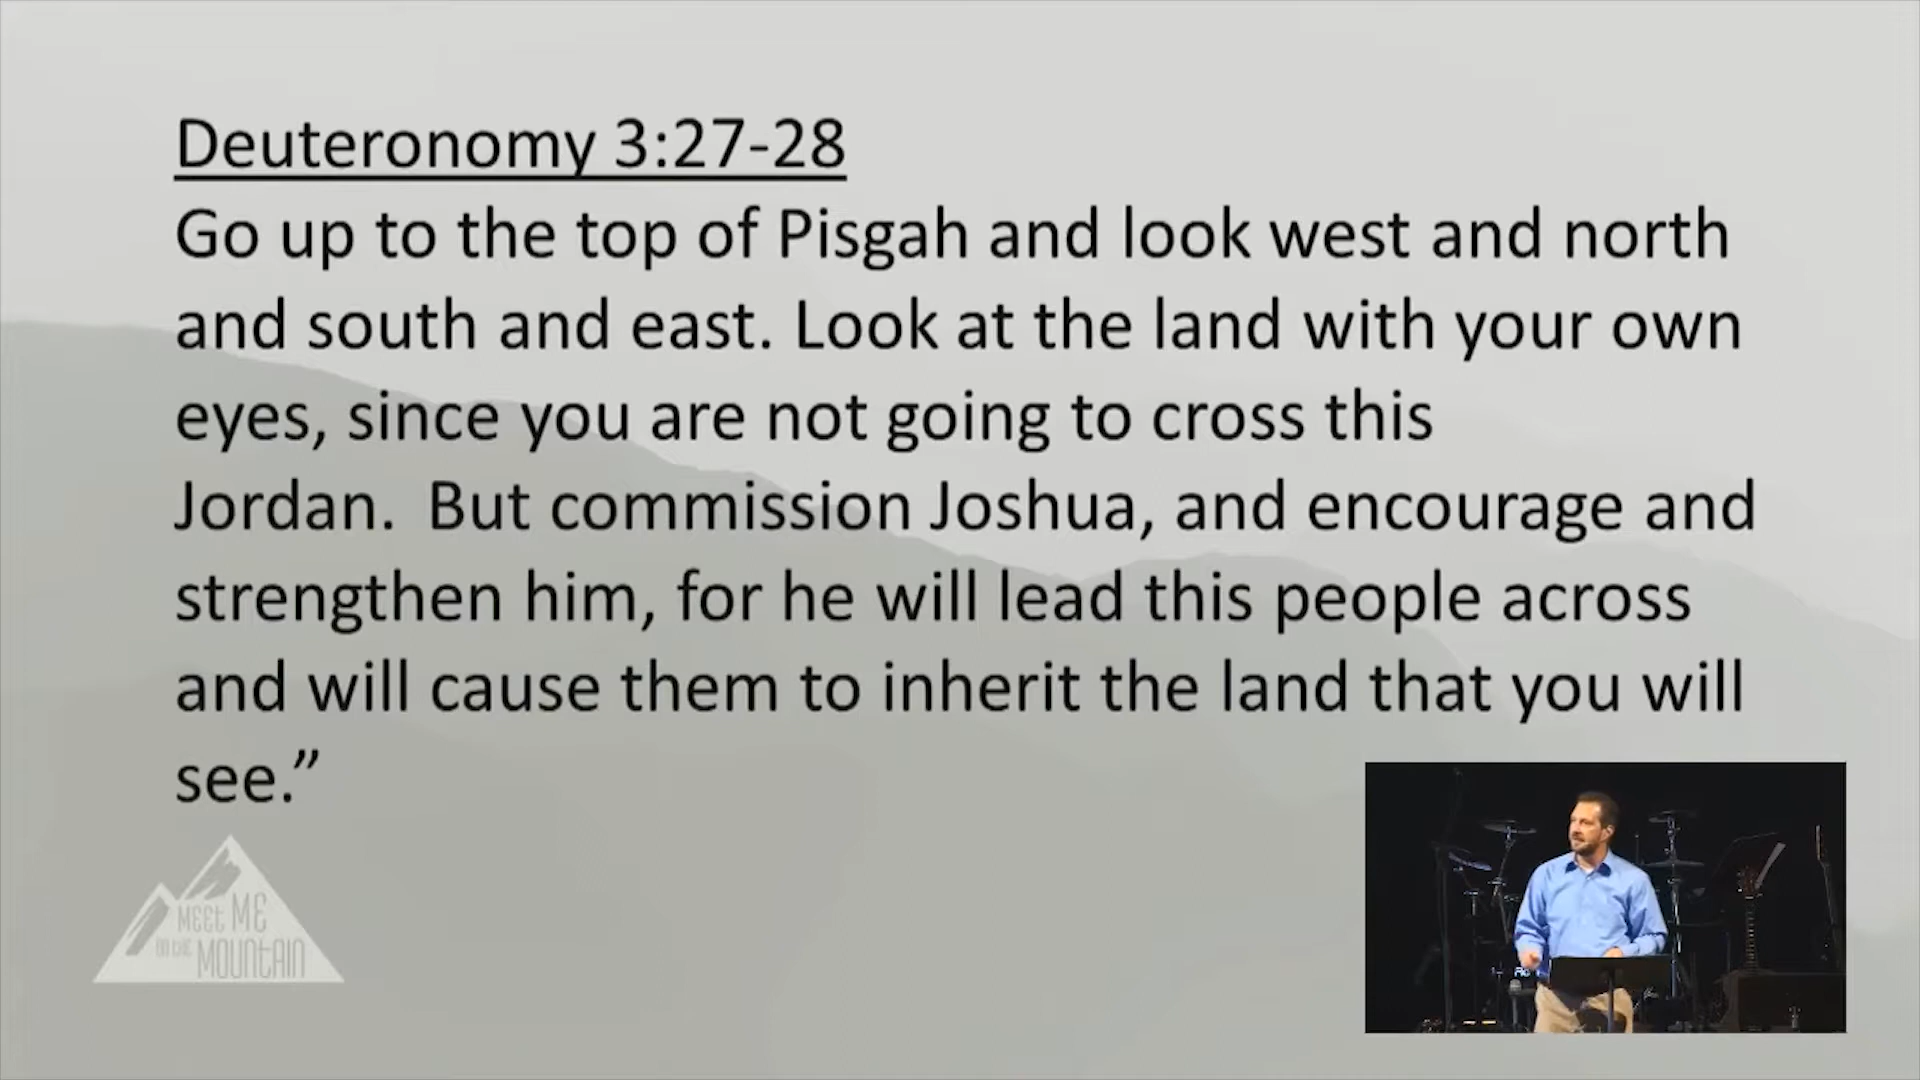 Deuteronomy 3:27-28
Go up to the top of Pisgah and look west and north
and south and east. Look at the land with your own
eyes, since you are not going to cross this
Jordan.  But commission Joshua, and encourage and
strengthen him, for he will lead this people across
and will cause them to inherit the land that you will
see.”
MEET ME
ON THE
MOUNTAIN